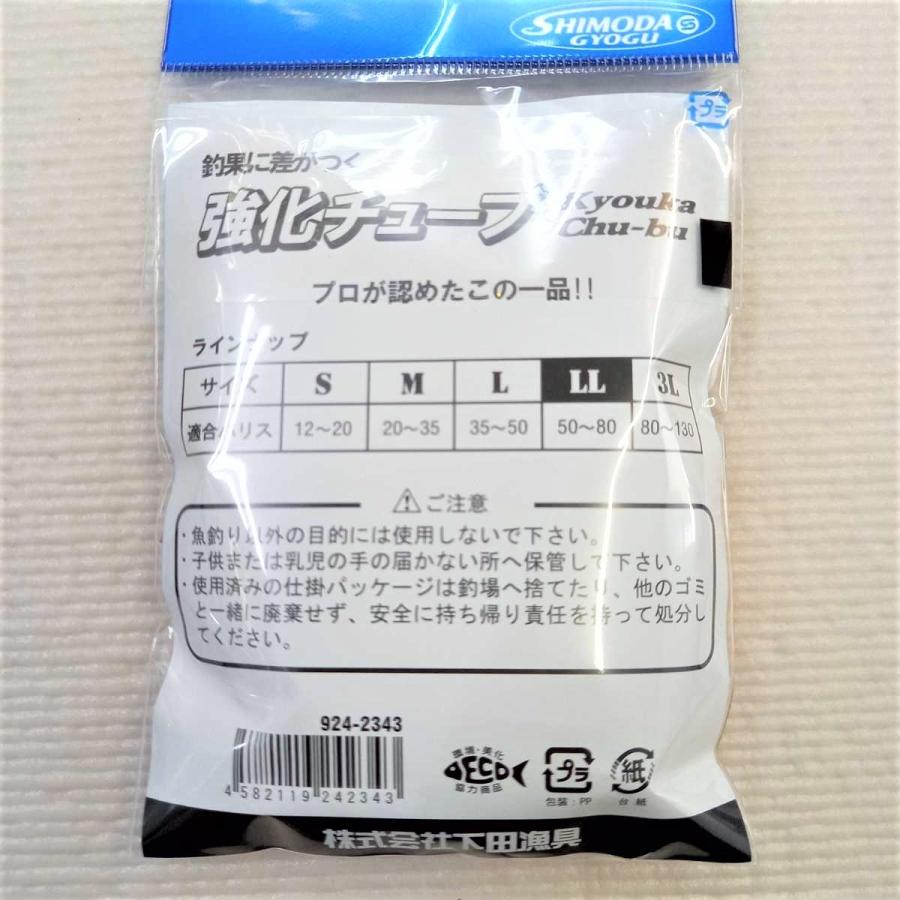 SHIMODA S
GYOGU
プラ
釣果に差がつく
強化チューブ
Kyouka
Chu-bu
プロが認めたこの一品!!
ラインナップ
サイズ S M L LL 3L
適合ハリス 12〜20 20〜35 35〜50 50〜80 80〜130
ご注意
・魚釣り以外の目的には使用しないで下さい。
・子供または乳児の手の届かない所へ保管して下さい。
・使用済みの仕掛パッケージは釣場へ捨てたり、他のゴミ
と一緒に廃棄せず、安全に持ち帰り責任を持って処分し
てください。
924-2343
4 582119 242343
環境・美化
ECO
協力商品
プラ
包装:PP
紙
台紙
株式会社下田漁具